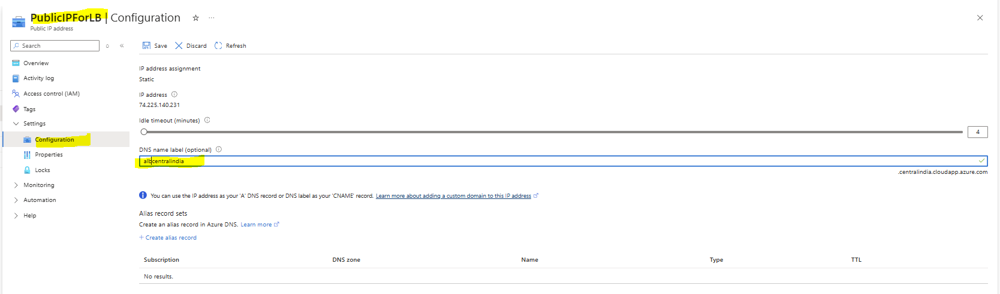 PublicIPForLB | Configuration ☆ ...
Public IP address
Search
Save Discard Refresh
Overview
Activity log
Access control (IAM)
Tags
Settings
Configuration
Properties
Locks
Monitoring
Automation
Help
IP address assignment
Static
IP address
74.225.140.231
Idle timeout (minutes)
4
DNS name label (optional)
albcentralindia
.centralindia.cloudapp.azure.com
You can use the IP address as your 'A' DNS record or DNS label as your 'CNAME' record. Learn more about adding a custom domain to this IP address
Alias record sets
Create an alias record in Azure DNS. Learn more
+ Create alias record
Subscription DNS zone Name Type TTL
No results.